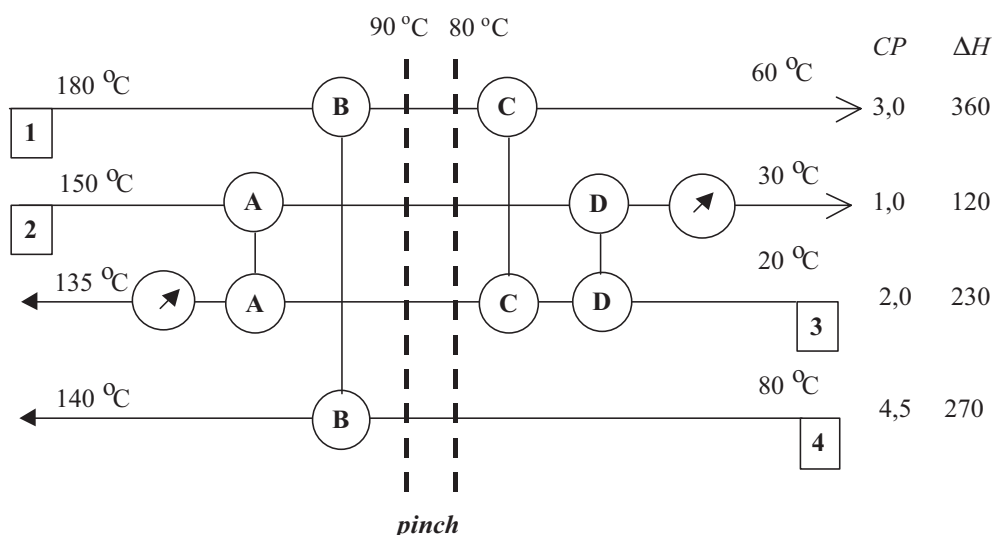 90 °C 80 °C
CP ΔH
180 °C 60 °C
B C 3,0 360
1
150 °C 30 °C
A D 1,0 120
2
135 °C 20 °C
A C D 2,0 230
3
140 °C 80 °C
B 4,5 270
4
pinch